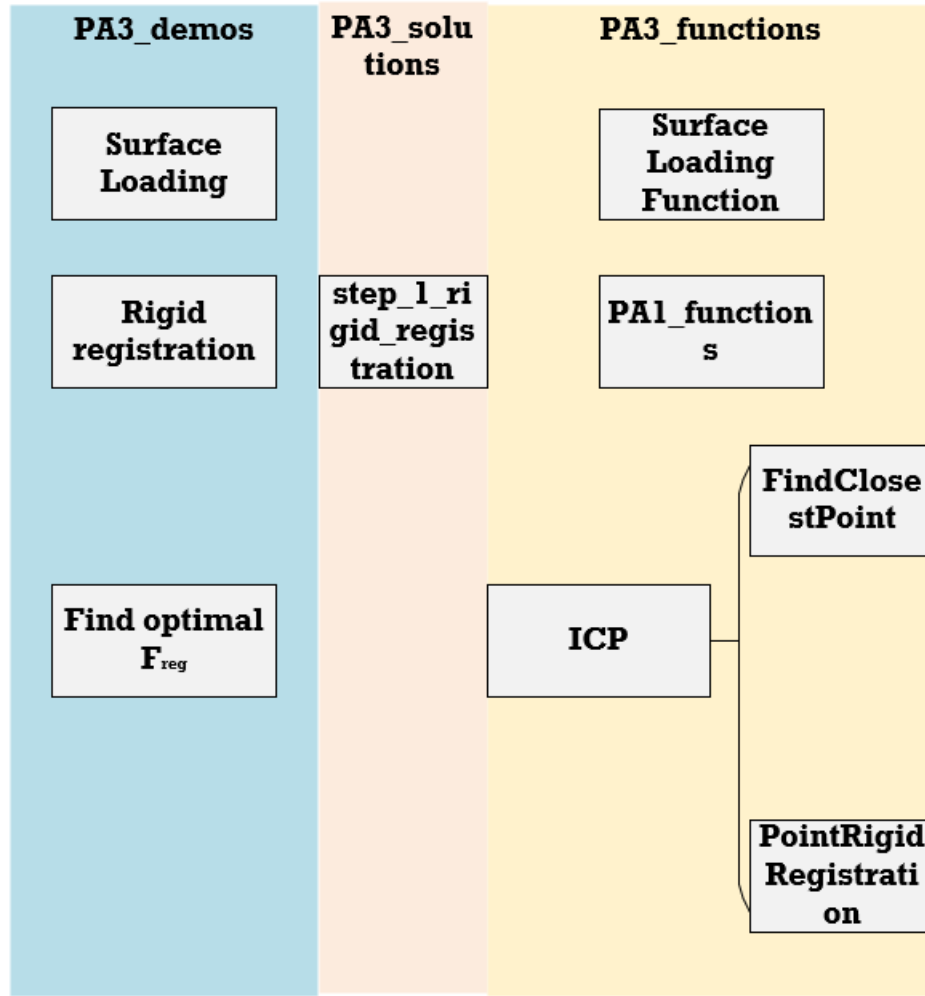 PA3_demos
PA3_solu
tions
PA3_functions
Surface
Loading
Surface
Loading
Function
Rigid
registration
step_1_ri
gid_regis
tration
PA1_function
s
FindClose
stPoint
Find optimal
Freg
ICP
PointRigid
Registrati
on